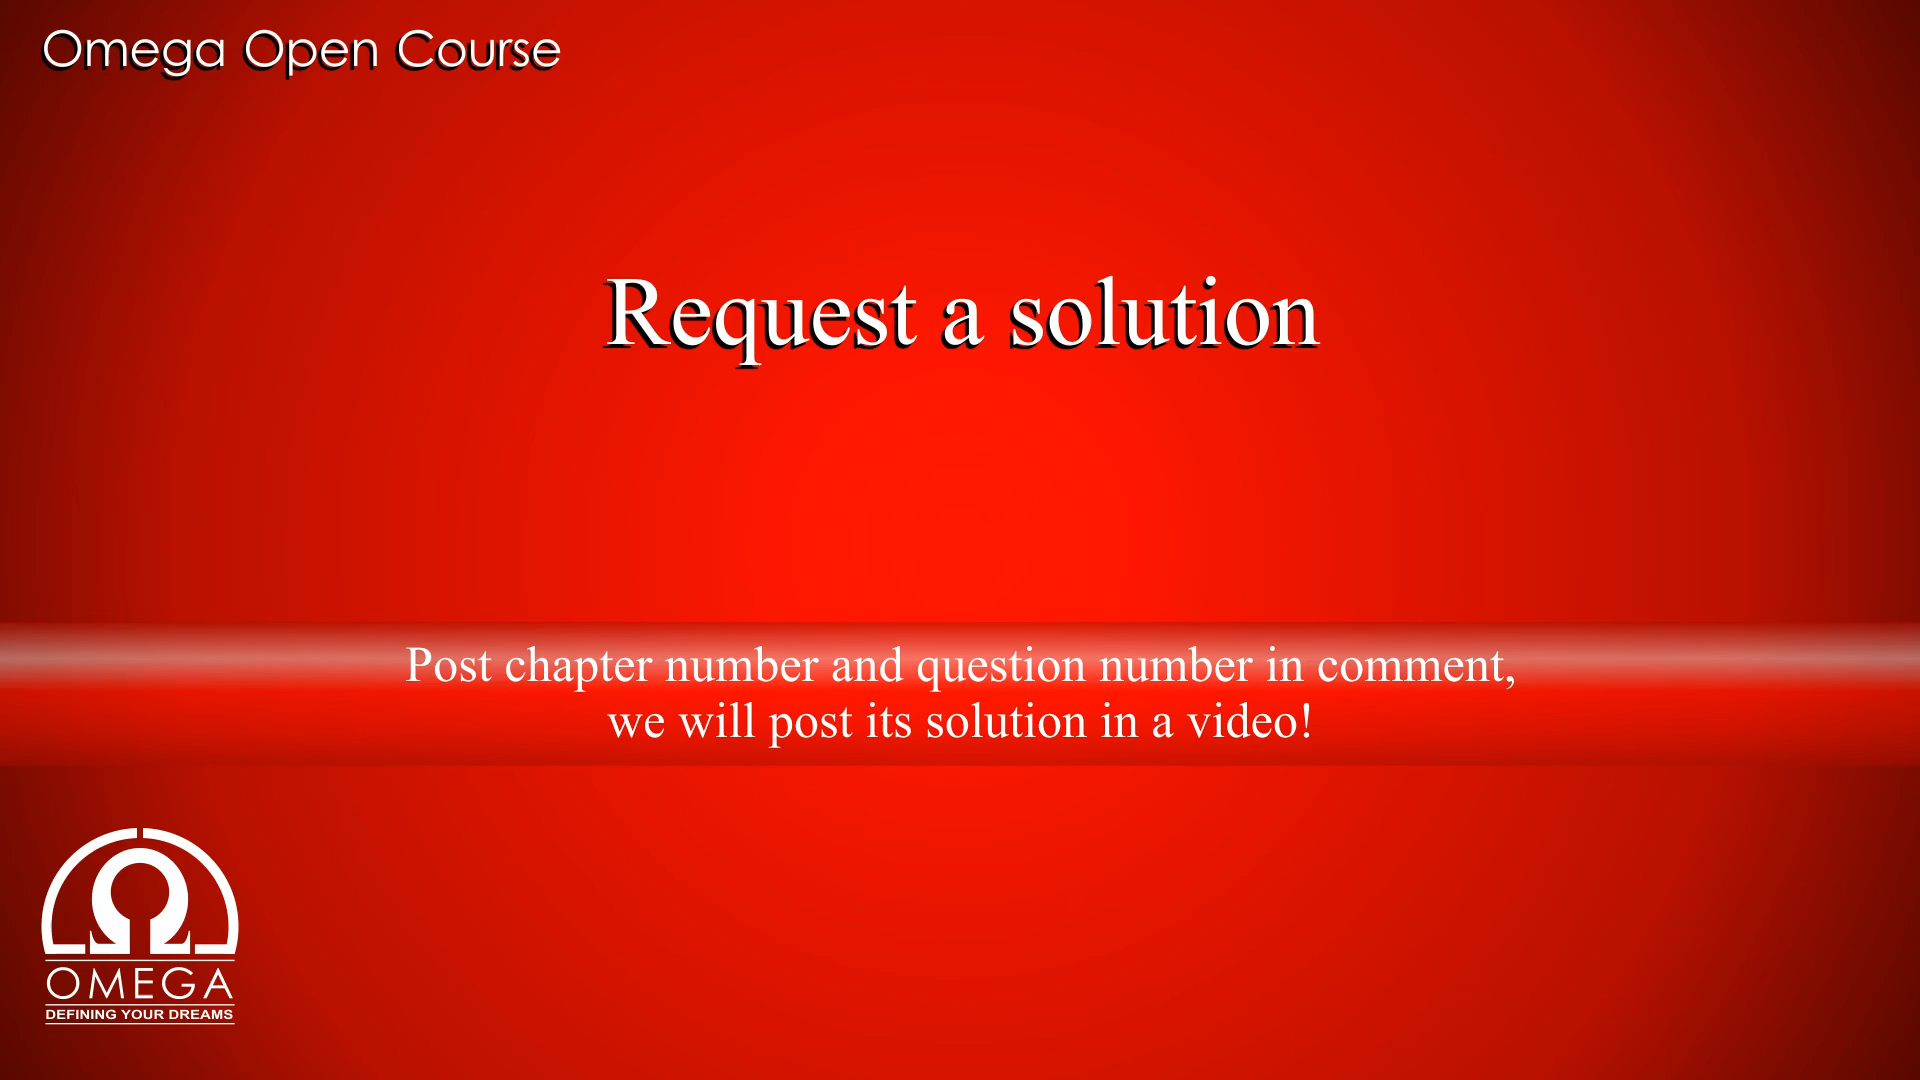 Omega Open Course
Request a solution
Post chapter number and question number in comment,
we will post its solution in a video!
OMEGA
DEFINING YOUR DREAMS